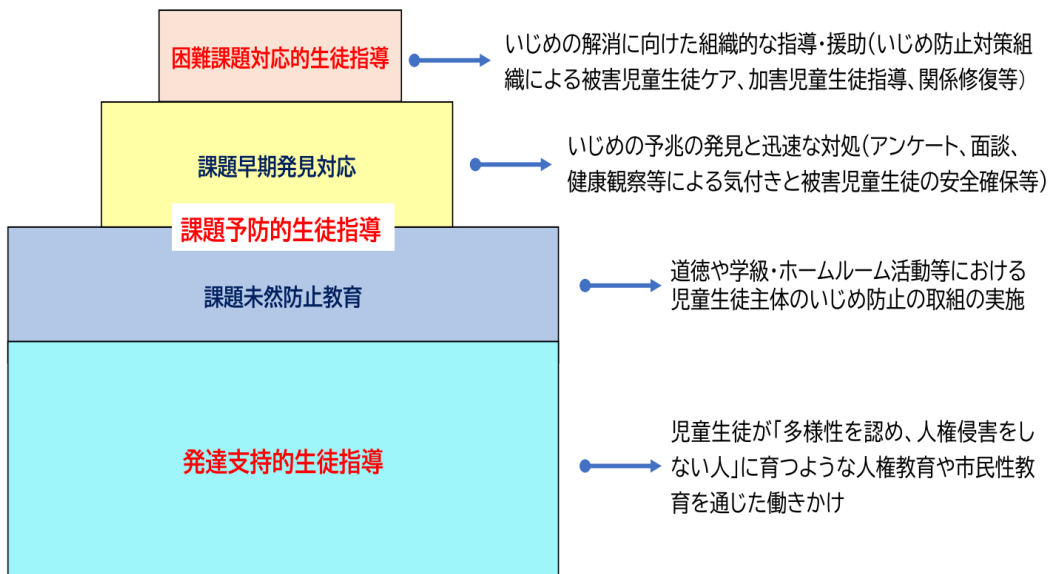 困難課題対応的生徒指導
いじめの解消に向けた組織的な指導・援助(いじめ防止対策組
織による被害児童生徒ケア、加害児童生徒指導、関係修復等)
課題早期発見対応
いじめの予兆の発見と迅速な対処(アンケート、面談、
健康観察等による気付きと被害児童生徒の安全確保等)
課題予防的生徒指導
課題未然防止教育
道徳や学級・ホームルーム活動等における
児童生徒主体のいじめ防止の取組の実施
発達支持的生徒指導
児童生徒が「多様性を認め、人権侵害をし
ない人」に育つような人権教育や市民性教
育を通じた働きかけ